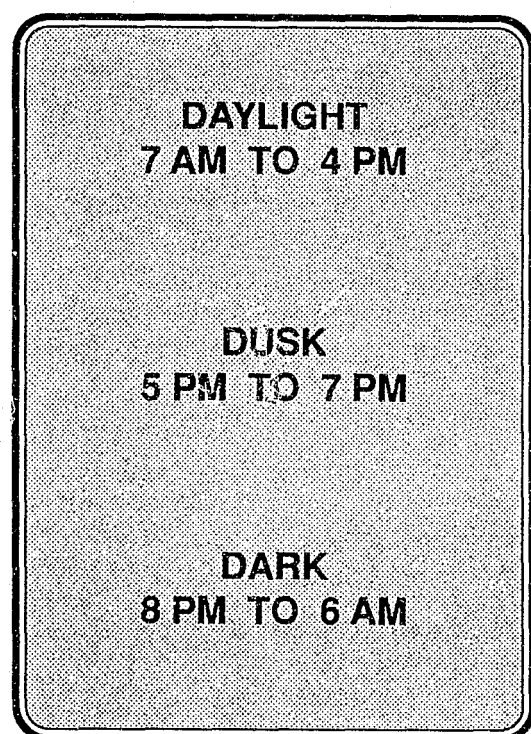 DAYLIGHT
7 AM TO 4 PM
DUSK
5 PM TO 7 PM
DARK
8 PM TO 6 AM